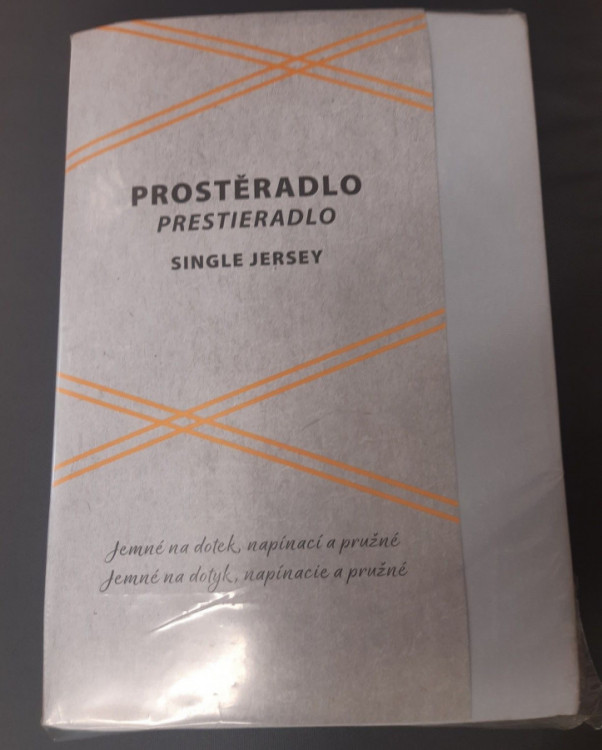 PROSTĚRADLO
PRESTIERADLO
SINGLE JERSEY
Jemné na dotek, napínací a pružné
Jemné na dotyk, napínacie a pružné